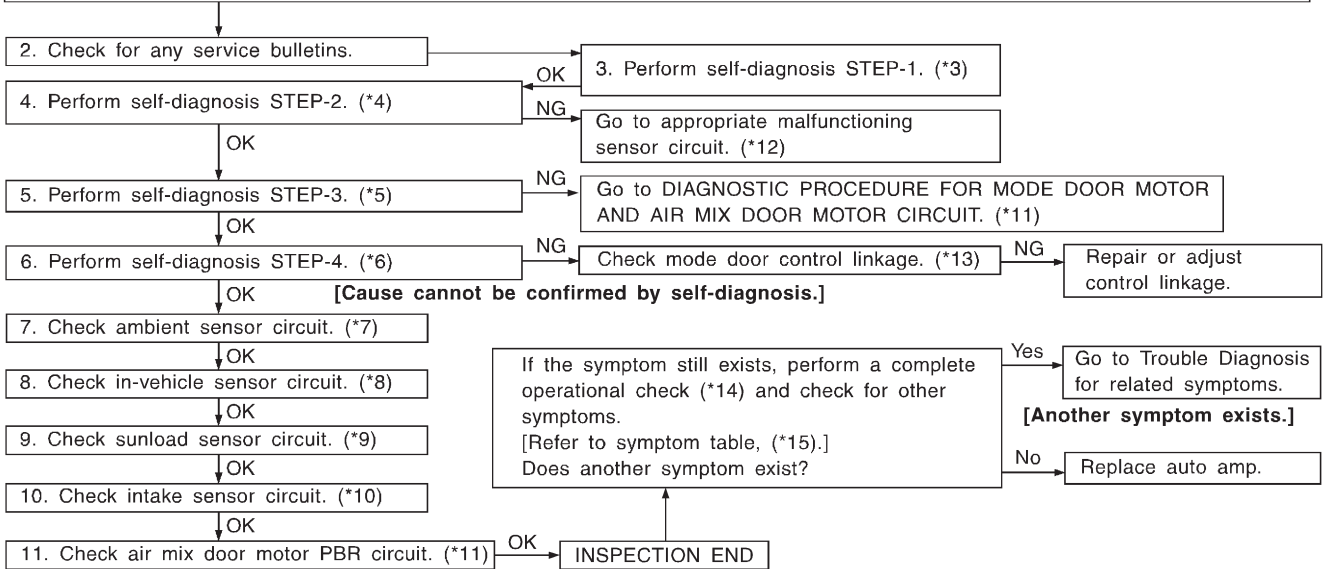 2. Check for any service bulletins.
3. Perform self-diagnosis STEP-1. (*3)
OK
4. Perform self-diagnosis STEP-2. (*4)
NG
Go to appropriate malfunctioning
sensor circuit. (*12)
OK
5. Perform self-diagnosis STEP-3. (*5)
NG
Go to DIAGNOSTIC PROCEDURE FOR MODE DOOR MOTOR
AND AIR MIX DOOR MOTOR CIRCUIT. (*11)
OK
6. Perform self-diagnosis STEP-4. (*6)
NG
Check mode door control linkage. (*13)
NG
Repair or adjust
control linkage.
OK
[Cause cannot be confirmed by self-diagnosis.]
7. Check ambient sensor circuit. (*7)
OK
8. Check in-vehicle sensor circuit. (*8)
OK
9. Check sunload sensor circuit. (*9)
OK
10. Check intake sensor circuit. (*10)
OK
11. Check air mix door motor PBR circuit. (*11)
OK
INSPECTION END
If the symptom still exists, perform a complete
operational check (*14) and check for other
symptoms.
[Refer to symptom table, (*15).]
Does another symptom exist?
Yes
Go to Trouble Diagnosis
for related symptoms.
[Another symptom exists.]
No
Replace auto amp.